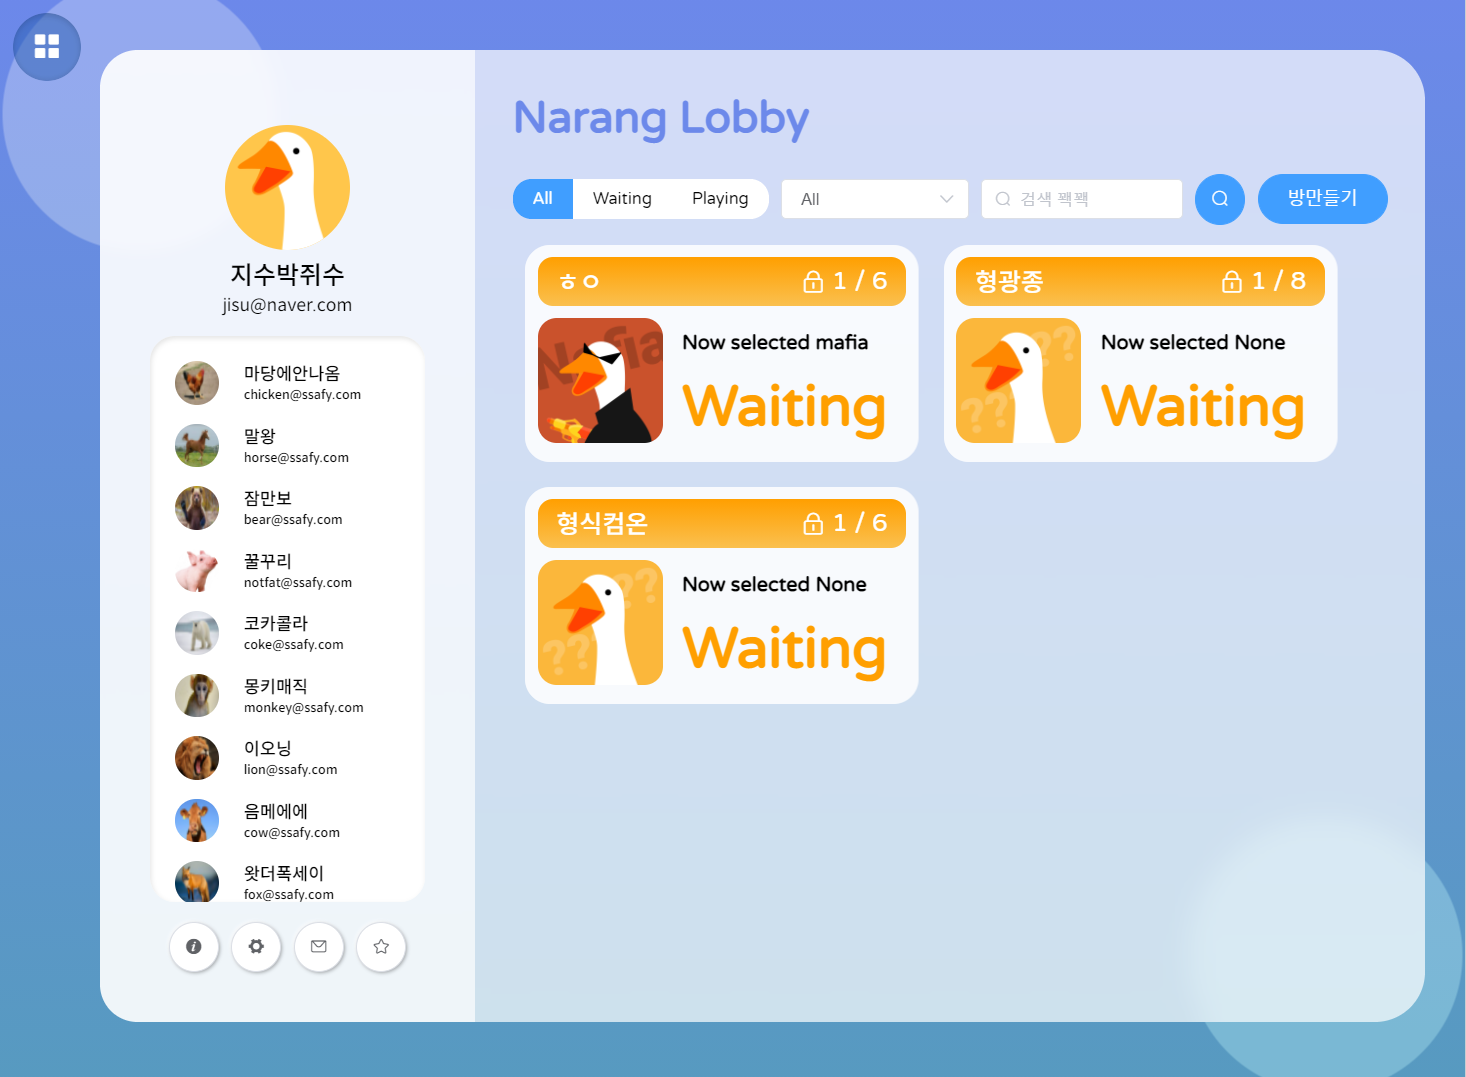 지수박쥐수
jisu@naver.com
마당에안나옴
chicken@ssafy.com
말왕
horse@ssafy.com
잠만보
bear@ssafy.com
꿀꾸리
notfat@ssafy.com
코카콜라
coke@ssafy.com
몽키매직
monkey@ssafy.com
이오닝
lion@ssafy.com
음메에에
cow@ssafy.com
왓더폭세이
fox@ssafy.com
Narang Lobby
All Waiting Playing All 검색 꽥꽥 방만들기
ㅎㅇ 1 / 6
Nafia
Now selected mafia
Waiting
형광종 1 / 8
??
???
Now selected None
Waiting
형식컴온 1 / 6
??
???
Now selected None
Waiting